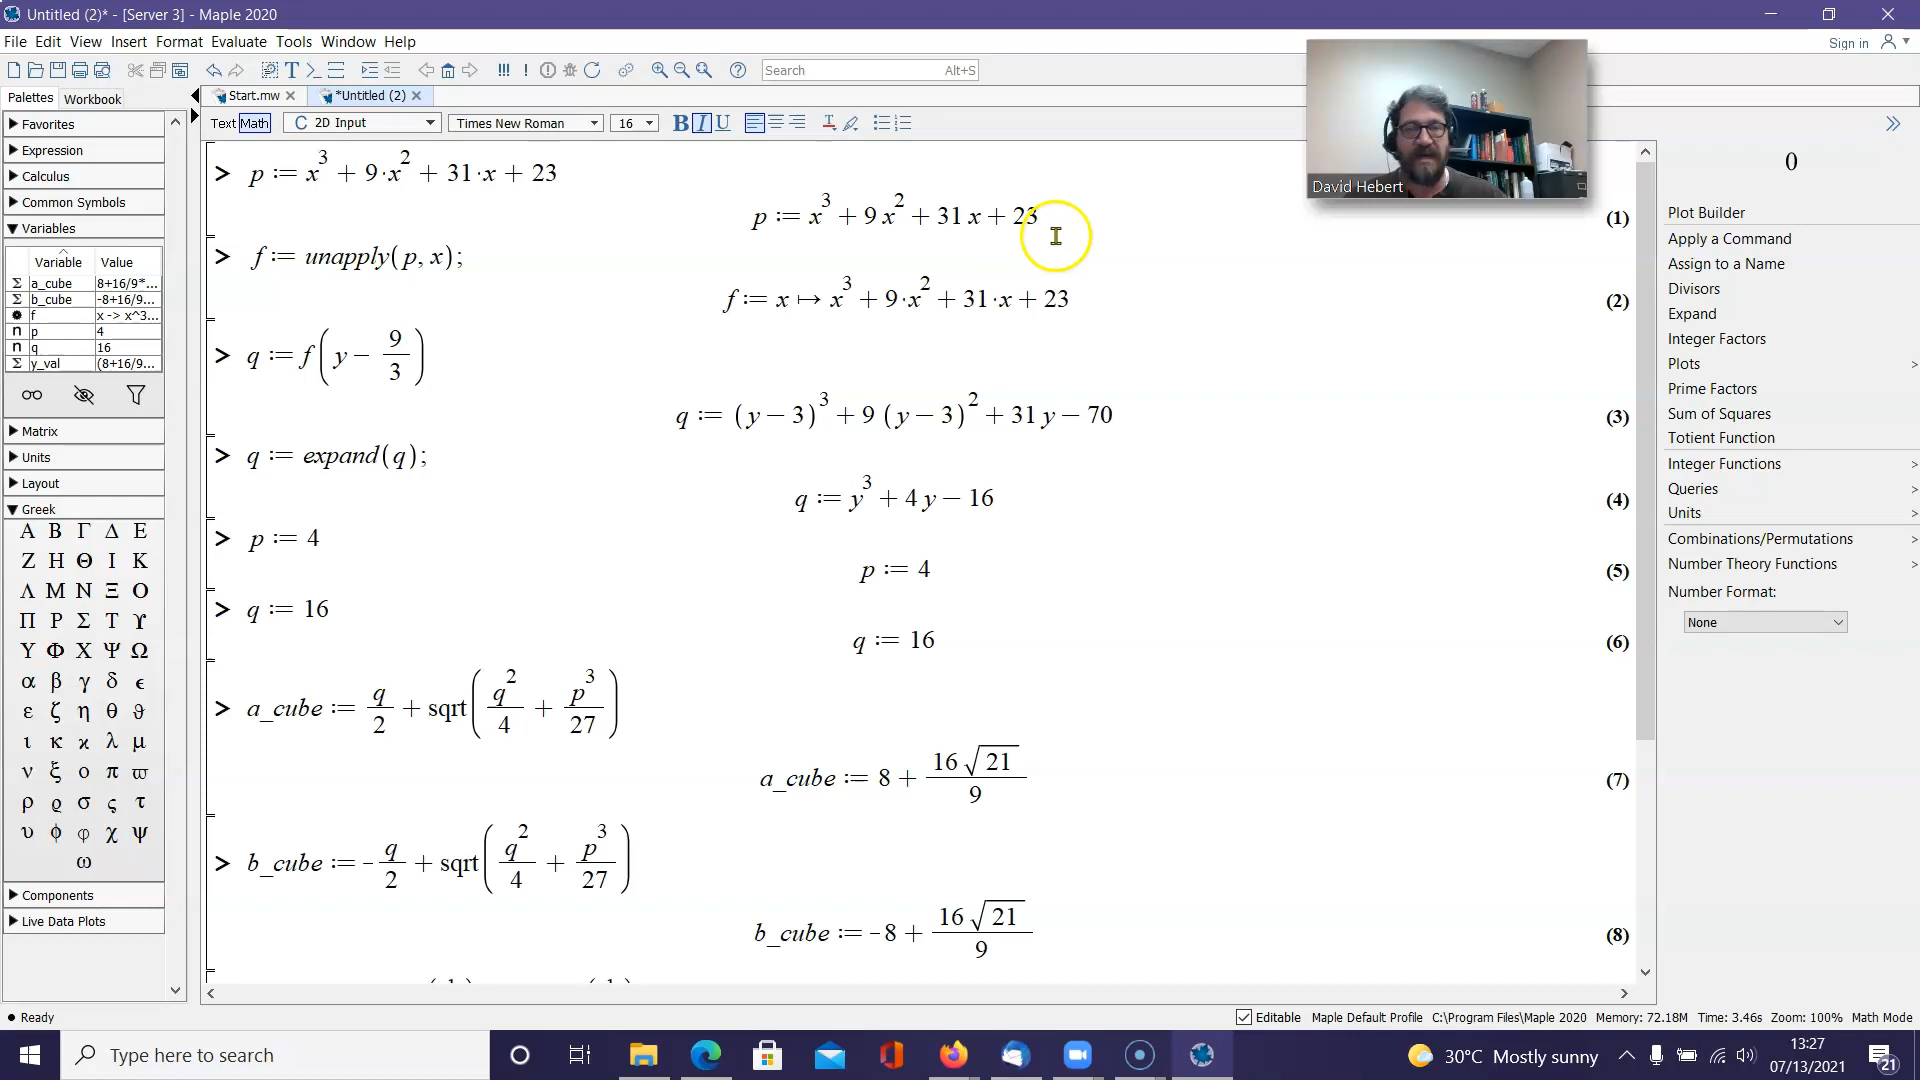 Untitled (2)* - [Server 3] - Maple 2020
File Edit View Insert Format Evaluate Tools Window Help
Sign in
Search Alt+S
Palettes Workbook
Start.mw *Untitled (2)
Text Math C 2D Input Times New Roman 16 B I U
Favorites
Expression
Calculus
Common Symbols
Variables
Variable Value
a_cube 8+16/9*...
b_cube -8+16/9...
f x -> x^3...
p 4
q 16
y_val (8+16/9...
Matrix
Units
Layout
Greek
Α Β Γ Δ Ε
Ζ Η Θ Ι Κ
Λ Μ Ν Ξ Ο
Π Ρ Σ Τ ϒ
Υ Φ Χ Ψ Ω
α β γ δ ϵ
ε ζ η θ ϑ
ι κ ϰ λ μ
ν ξ ο π ϖ
ρ ϱ σ ς τ
υ ϕ φ χ ψ
ω
Components
Live Data Plots
> p := x^3 + 9·x^2 + 31·x + 23
p := x^3 + 9 x^2 + 31 x + 23 (1)
> f := unapply(p, x);
f := x ↦ x^3 + 9·x^2 + 31·x + 23 (2)
> q := f(y − 9/3)
q := (y − 3)^3 + 9 (y − 3)^2 + 31 y − 70 (3)
> q := expand(q);
q := y^3 + 4 y − 16 (4)
> p := 4
p := 4 (5)
> q := 16
q := 16 (6)
> a_cube := q/2 + sqrt(q^2/4 + p^3/27)
a_cube := 8 + 16 √21/9 (7)
> b_cube := -q/2 + sqrt(q^2/4 + p^3/27)
b_cube := -8 + 16 √21/9 (8)
David Hebert
0
Plot Builder
Apply a Command
Assign to a Name
Divisors
Expand
Integer Factors
Plots
Prime Factors
Sum of Squares
Totient Function
Integer Functions
Queries
Units
Combinations/Permutations
Number Theory Functions
Number Format:
None
Ready
Editable Maple Default Profile C:\Program Files\Maple 2020 Memory: 72.18M Time: 3.46s Zoom: 100% Math Mode
Type here to search
30°C Mostly sunny
13:27
07/13/2021
21